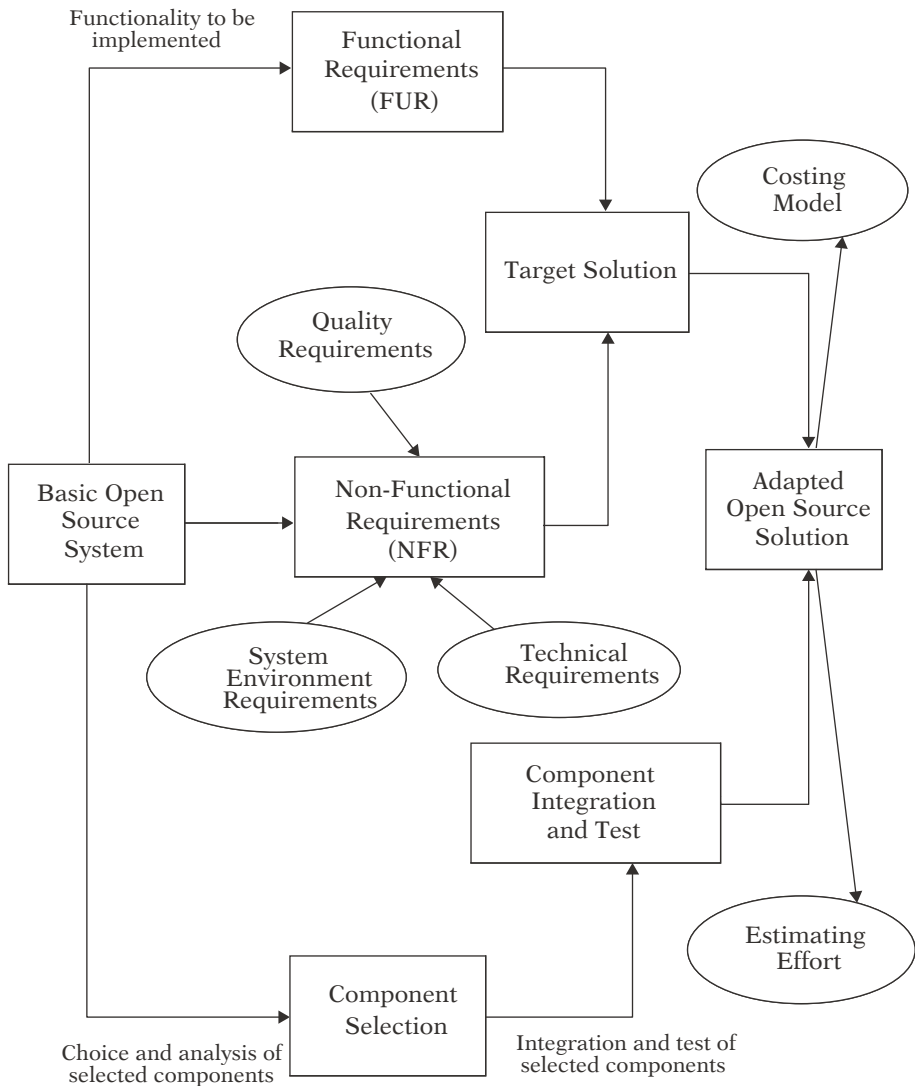 Functionality to be
implemented
Functional
Requirements
(FUR)
Costing
Model
Target Solution
Quality
Requirements
Basic Open
Source
System
Non-Functional
Requirements
(NFR)
Adapted
Open Source
Solution
System
Environment
Requirements
Technical
Requirements
Component
Integration
and Test
Estimating
Effort
Component
Selection
Choice and analysis of
selected components
Integration and test of
selected components